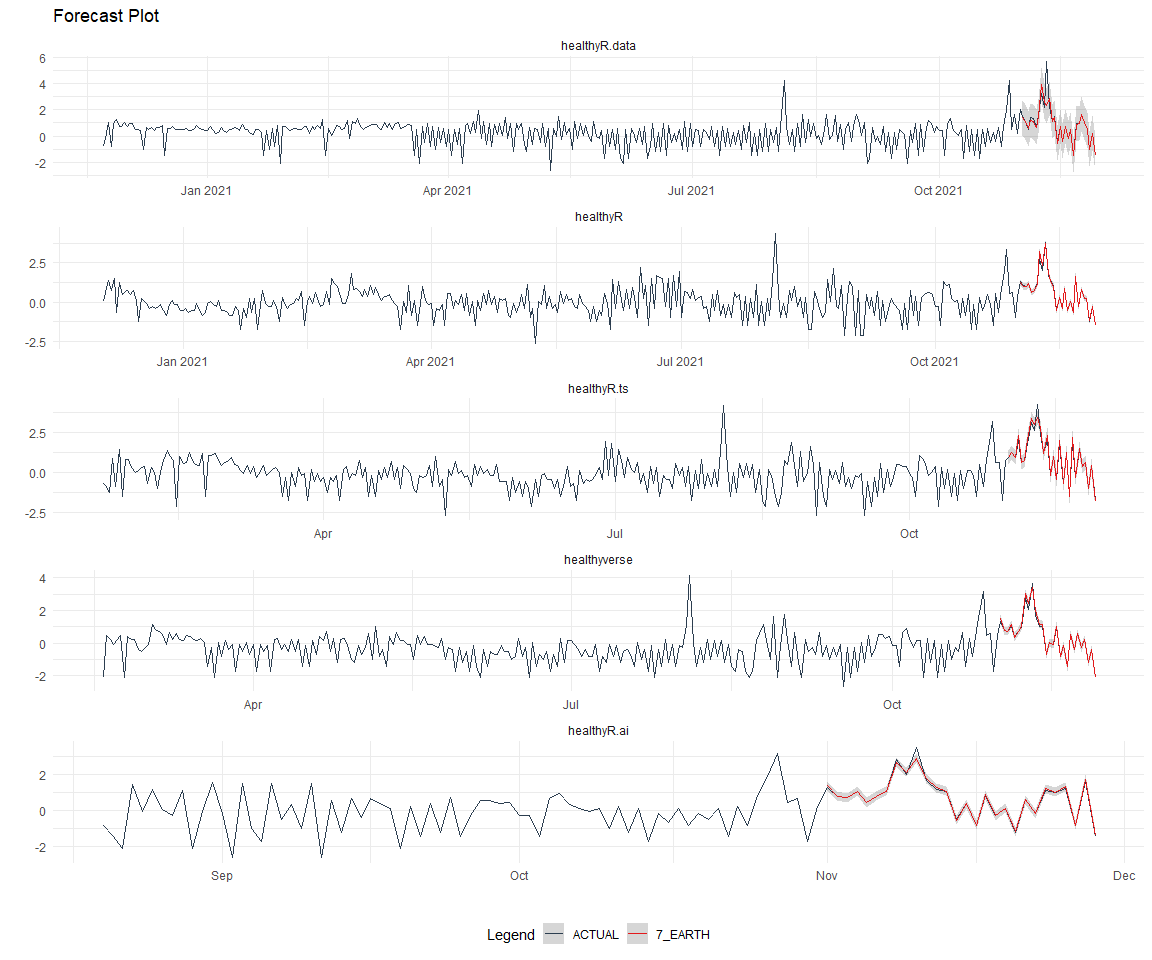 Forecast Plot
healthyR.data
6
4
2
0
-2
Jan 2021 Apr 2021 Jul 2021 Oct 2021
healthyR
2.5
0.0
-2.5
Jan 2021 Apr 2021 Jul 2021 Oct 2021
healthyR.ts
2.5
0.0
-2.5
Apr Jul Oct
healthyverse
4
2
0
-2
Apr Jul Oct
healthyR.ai
2
0
-2
Sep Oct Nov Dec
Legend ACTUAL 7_EARTH